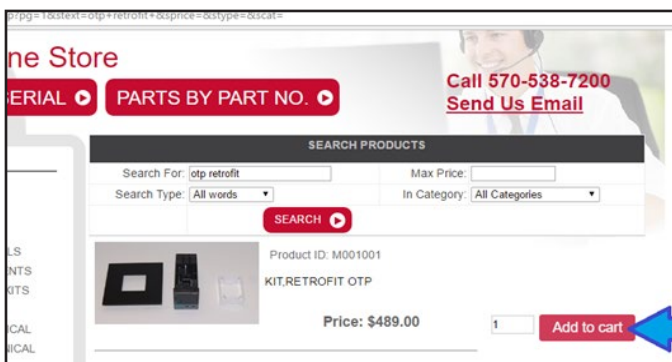 p?pg=1&stext=otp+retrofit+&sprice=&stype=&scat=
ne Store
ERIAL
PARTS BY PART NO.
Call 570-538-7200
Send Us Email
SEARCH PRODUCTS
Search For: otp retrofit
Max Price:
Search Type: All words
In Category: All Categories
SEARCH
LS
NTS
KITS
ICAL
NICAL
Product ID: M001001
KIT,RETROFIT OTP
Price: $489.00
1
Add to cart